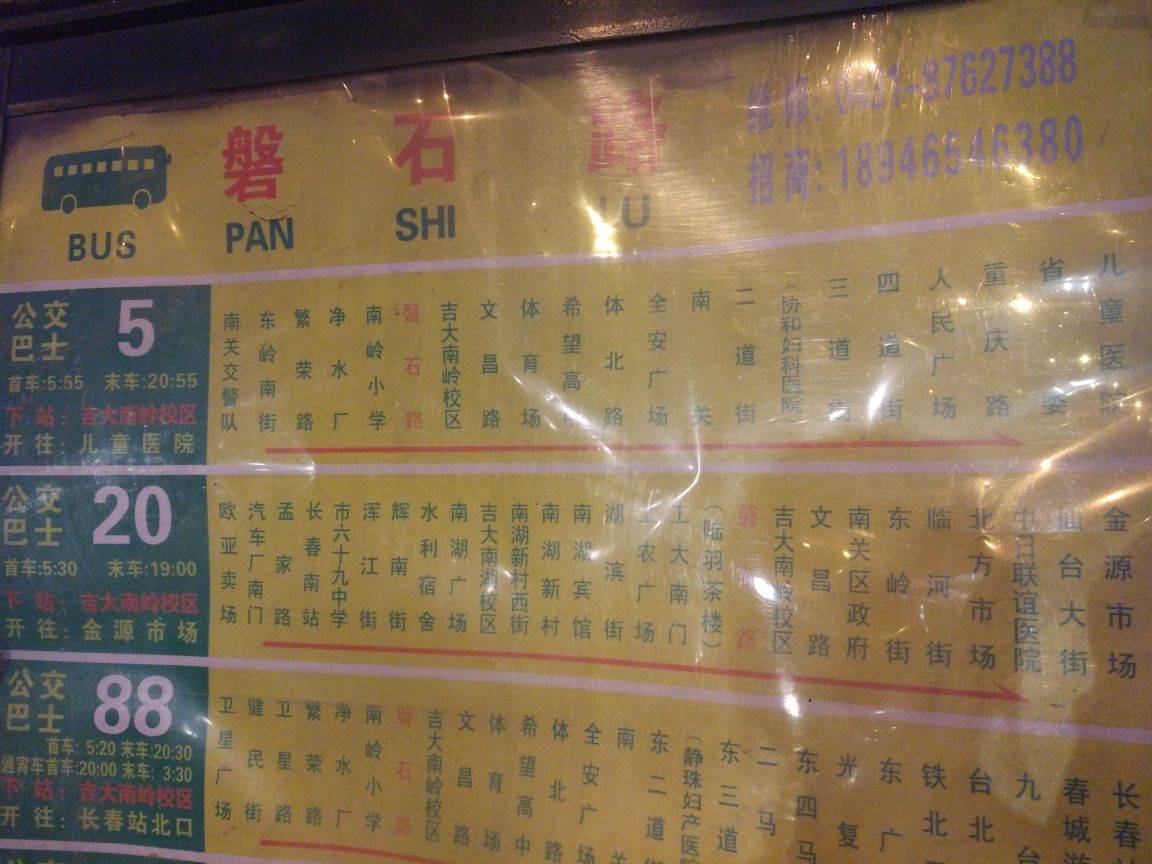 磐石路
维修: 0431-87627388
招商: 18946546380
BUS PAN SHI LU
公交巴士 5
首车:5:55 末车:20:55
下站: 吉大南岭校区
开往: 儿童医院
南关交警队
东岭南街
繁荣路
净水厂
南岭小学
磐石路
吉大南岭校区
文昌路
体育场
希望高中
体北路
全安广场
南关
二道街
(协和妇科医院)
三道街
四道街
人民广场
重庆路
省委
儿童医院
公交巴士 20
首车:5:30 末车:19:00
下站: 吉大南岭校区
开往: 金源市场
欧亚卖场
汽车厂南门
孟家路
长春南站
市六十九中学
浑江街
辉南街
水利宿舍
南湖广场
吉大南湖校区
南湖新村西街
南湖新村
南湖宾馆
湖滨街
工农广场
工大南门
(陆羽茶楼)
磐石路
吉大南岭校区
文昌路
南关区政府
东岭街
临河街
北方市场
中日联谊医院
仙台大街
金源市场
公交巴士 88
首车: 5:20 末车:20:30
通宵车首车:20:00 末车: 3:30
下站: 吉大南岭校区
开往: 长春站北口
卫星广场
健民街
卫星路
繁荣路
净水厂
南岭小学
磐石路
吉大南岭校区
文昌路
体育场
希望高中
体北路
全安广
南关
东二道街
(静珠妇产医院
东三道
二马
东四马
光复
东广
铁北
台北
九台
春城
长春